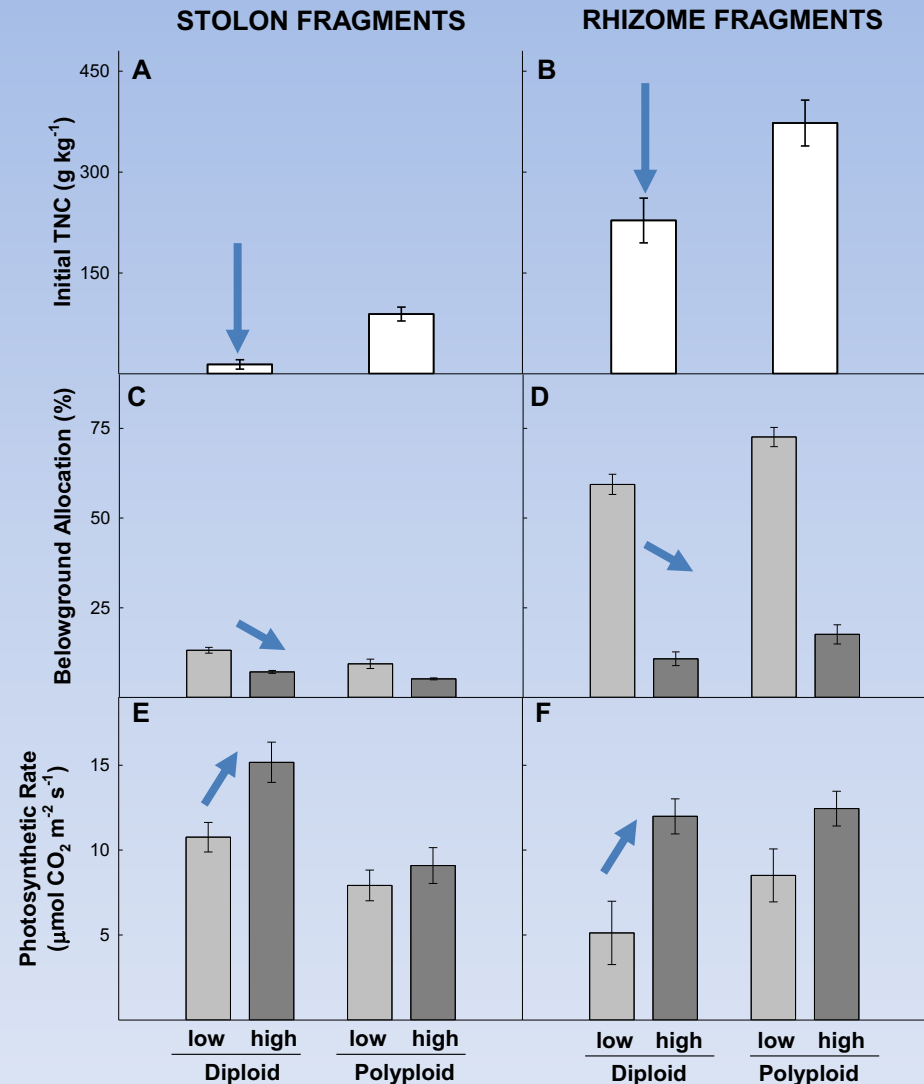 STOLON FRAGMENTS
RHIZOME FRAGMENTS
A
B
Initial TNC (g kg⁻¹)
450
300
150
C
D
Belowground Allocation (%)
75
50
25
E
F
Photosynthetic Rate
(μmol CO₂ m⁻² s⁻¹)
15
10
5
low high low high
low high low high
Diploid Polyploid
Diploid Polyploid